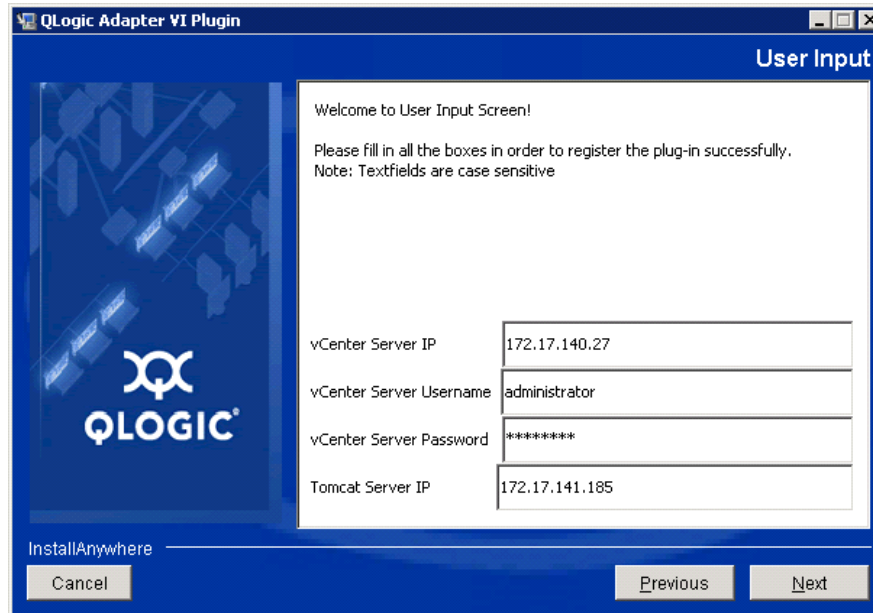 QLogic Adapter VI Plugin
User Input
Welcome to User Input Screen!
Please fill in all the boxes in order to register the plug-in successfully.
Note: Textfields are case sensitive
vCenter Server IP
172.17.140.27
vCenter Server Username
administrator
vCenter Server Password
********
Tomcat Server IP
172.17.141.185
QLOGIC®
InstallAnywhere
Cancel
Previous
Next